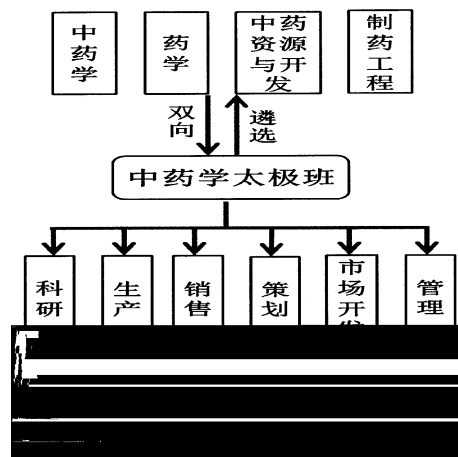 中药学
药学
中药资源与开发
制药工程
双向
遴选
中药学太极班
科研
生产
销售
策划
市场开发
管理